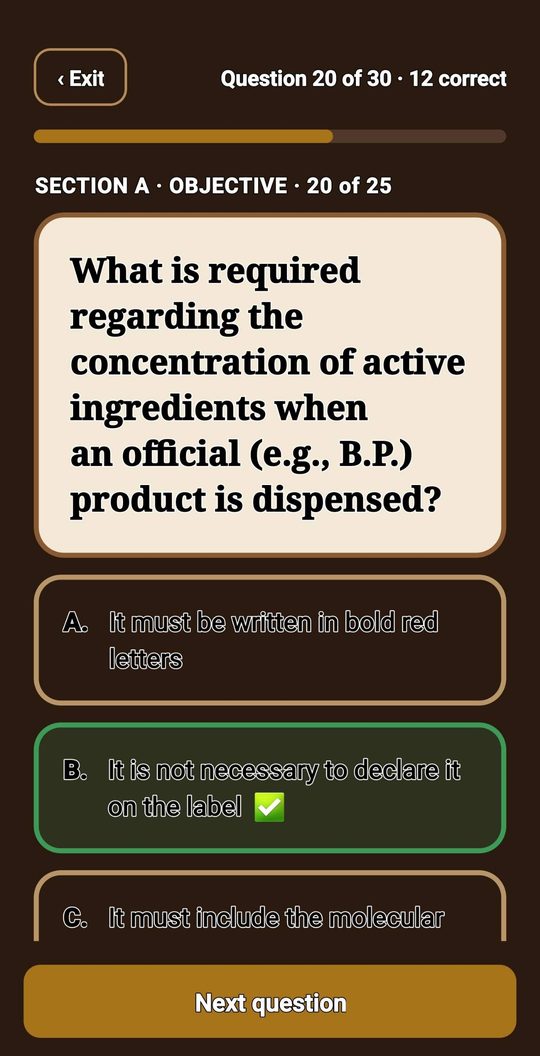 ‹ Exit
Question 20 of 30 · 12 correct
SECTION A · OBJECTIVE · 20 of 25
What is required
regarding the
concentration of active
ingredients when
an official (e.g., B.P.)
product is dispensed?
A. It must be written in bold red
letters
B. It is not necessary to declare it
on the label ✅
C. It must include the molecular
Next question